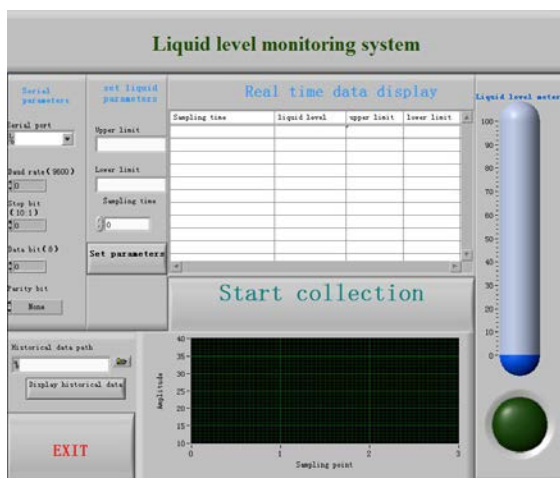 Liquid level monitoring system
Serial parameters
Serial port
Baud rate(9600)
0
Stop bit (10:1)
0
Data bit(8)
0
Parity bit
None
set liquid parameters
Upper limit
Lower limit
Sampling time
0
Set parameters
Real time data display
Sampling time liquid level upper limit lower limit
Start collection
Liquid level meter
100
90
80
70
60
50
40
30
20
10
0
Historical data path
Display historical data
EXIT
Amplitude
40
35
30
25
20
15
10
0 1 2 3
Sampling point